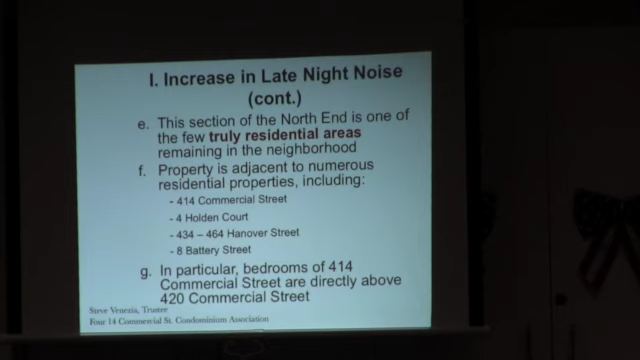 I. Increase in Late Night Noise
(cont.)
e. This section of the North End is one of
the few truly residential areas
remaining in the neighborhood
f. Property is adjacent to numerous
residential properties, including:
- 414 Commercial Street
- 4 Holden Court
- 434 – 464 Hanover Street
- 8 Battery Street
g. In particular, bedrooms of 414
Commercial Street are directly above
420 Commercial Street
Steve Venezia, Trustee
Four 14 Commercial St. Condominium Association